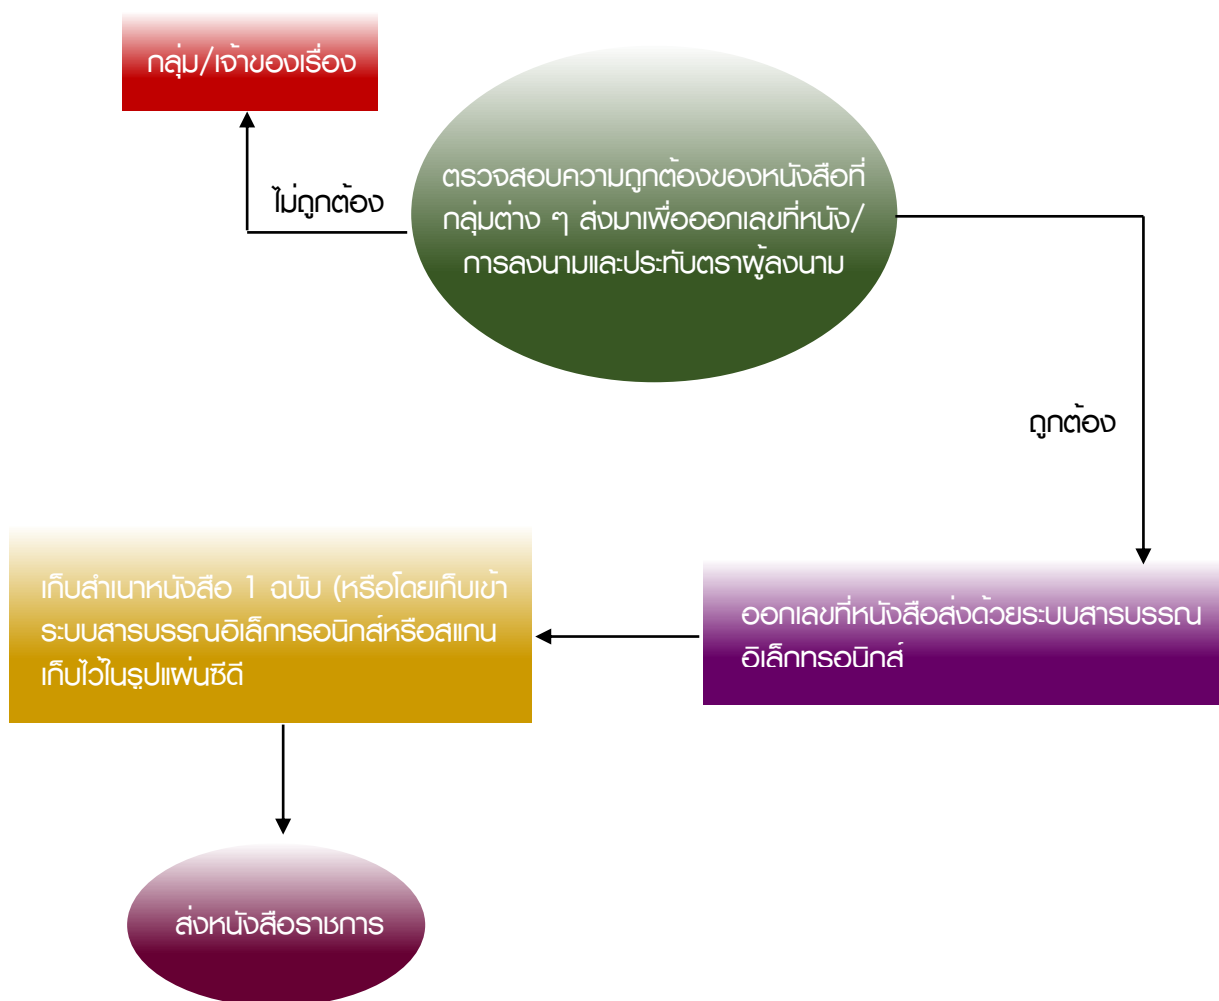 กลุ่ม/เจ้าของเรื่อง
ตรวจสอบความถูกต้องของหนังสือที่
กลุ่มต่าง ๆ ส่งมาเพื่อออกเลขที่หนัง/
การลงนามและประทับตราผู้ลงนาม
ไม่ถูกต้อง
ถูกต้อง
ออกเลขที่หนังสือส่งด้วยระบบสารบรรณ
อิเล็กทรอนิกส์
เก็บสำเนาหนังสือ 1 ฉบับ (หรือโดยเก็บเข้า
ระบบสารบรรณอิเล็กทรอนิกส์หรือสแกน
เก็บไว้ในรูปแผ่นซีดี
ส่งหนังสือราชการ